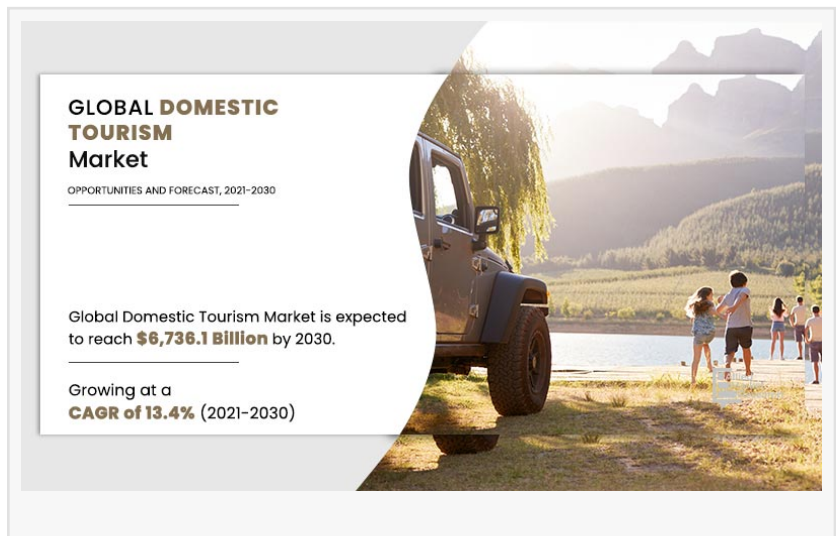 GLOBAL DOMESTIC
TOURISM
Market
OPPORTUNITIES AND FORECAST, 2021-2030
Global Domestic Tourism Market is expected
to reach $6,736.1 Billion by 2030.
Growing at a
CAGR of 13.4% (2021-2030)